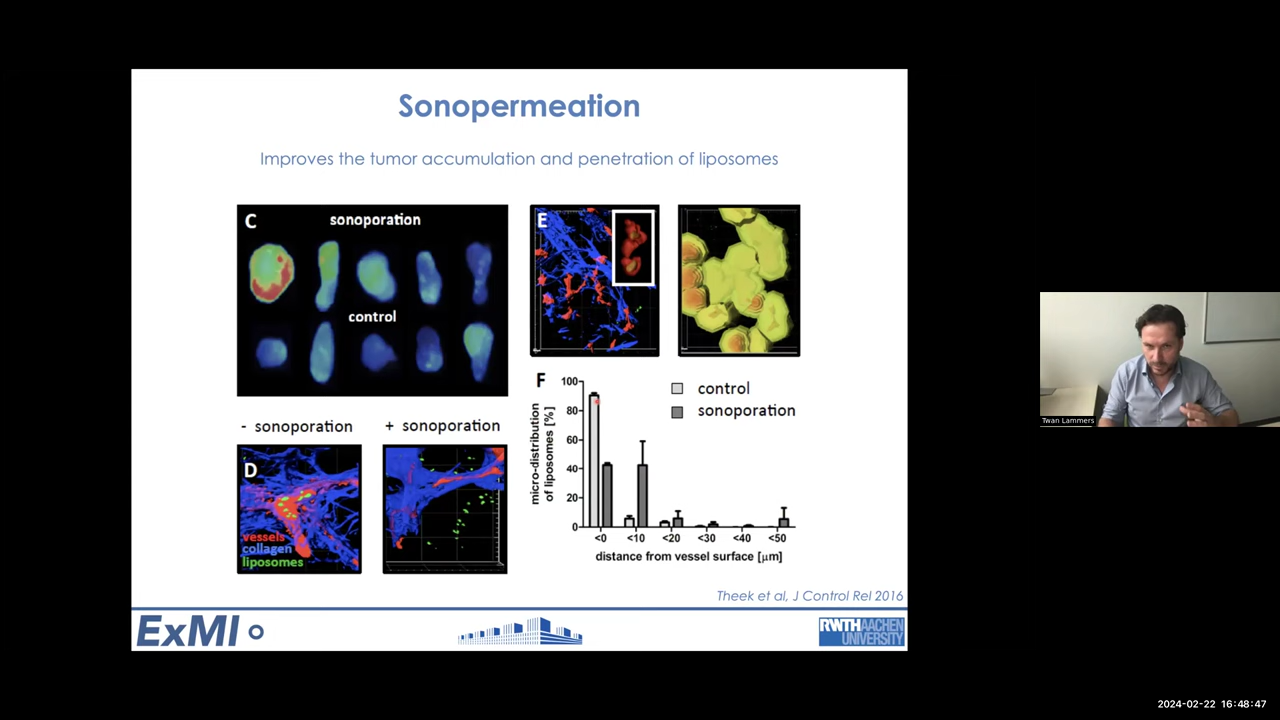 Sonopermeation
Improves the tumor accumulation and penetration of liposomes
C
sonoporation
control
E
- sonoporation
+ sonoporation
D
vessels
collagen
liposomes
F
control
sonoporation
micro-distribution
of liposomes [%]
100
80
60
40
20
0
<0 <10 <20 <30 <40 <50
distance from vessel surface [µm]
Theek et al, J Control Rel 2016
ExMI
RWTHAACHEN
UNIVERSITY
Twan Lammers
2024-02-22 16:48:47